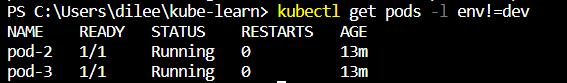 PS C:\Users\dilee\kube-learn> kubectl get pods -l env!=dev
NAME READY STATUS RESTARTS AGE
pod-2 1/1 Running 0 13m
pod-3 1/1 Running 0 13m